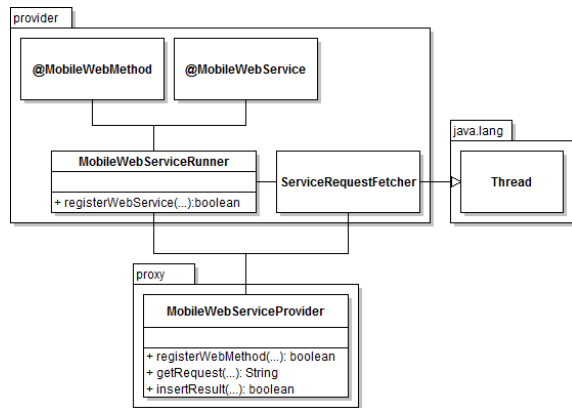 provider
@MobileWebMethod
@MobileWebService
java.lang
MobileWebServiceRunner
+ registerWebService(...):boolean
ServiceRequestFetcher
Thread
proxy
MobileWebServiceProvider
+ registerWebMethod(...): boolean
+ getRequest(...): String
+ insertResult(...): boolean